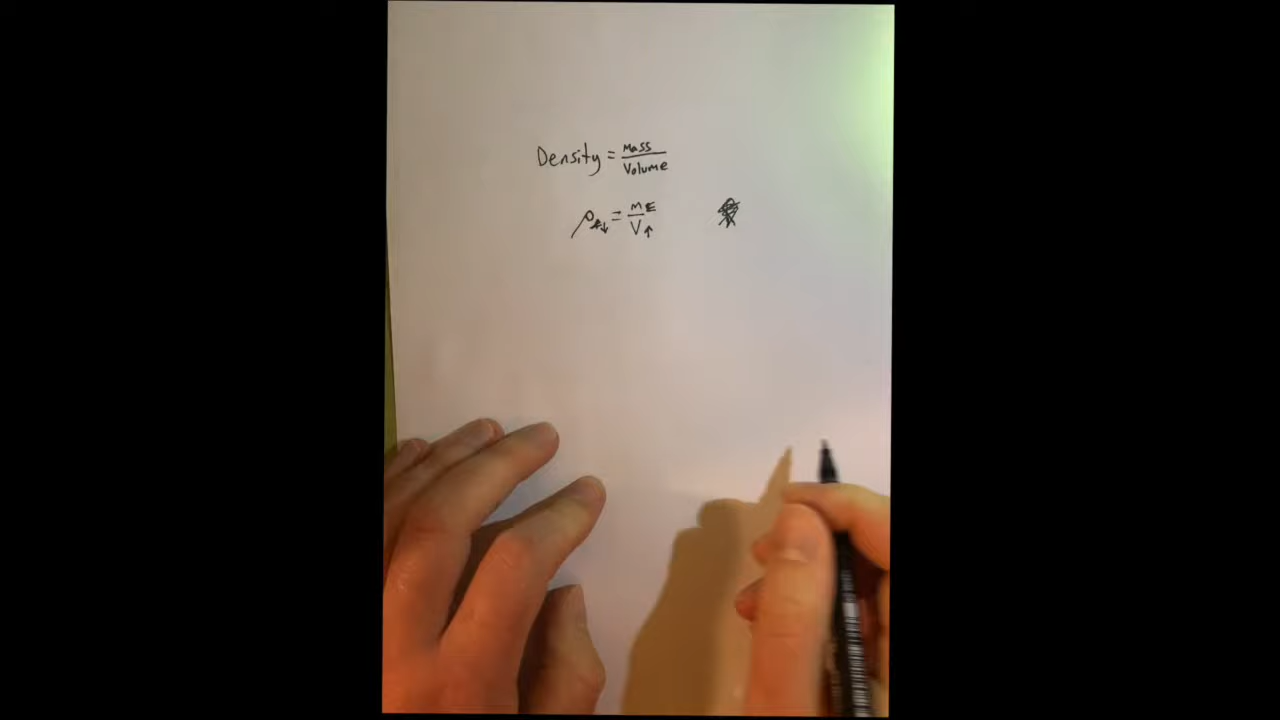 Density = Mass / Volume
ρ ↓ = m / V ↑